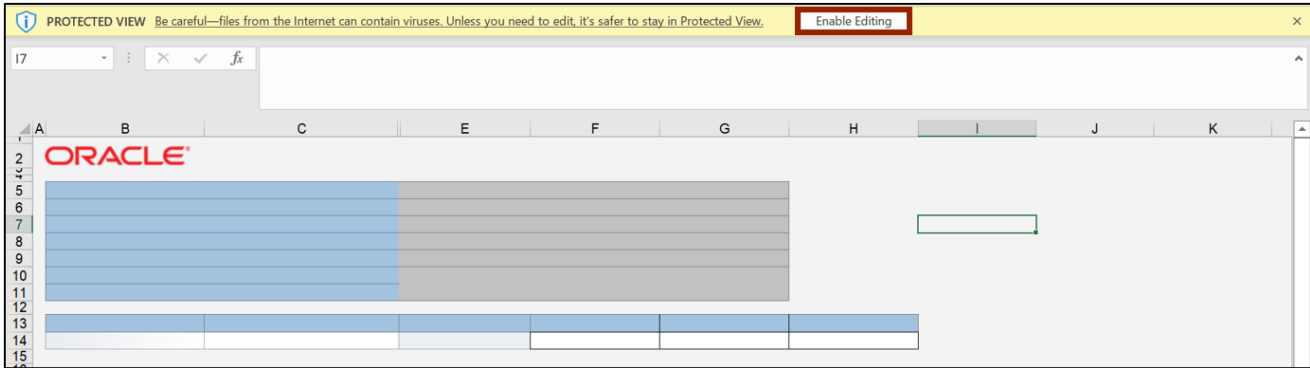 PROTECTED VIEW Be careful—files from the Internet can contain viruses. Unless you need to edit, it's safer to stay in Protected View. Enable Editing
I7 fx
A B C E F G H I J K
2 ORACLE
5
6
7
8
9
10
11
12
13
14
15